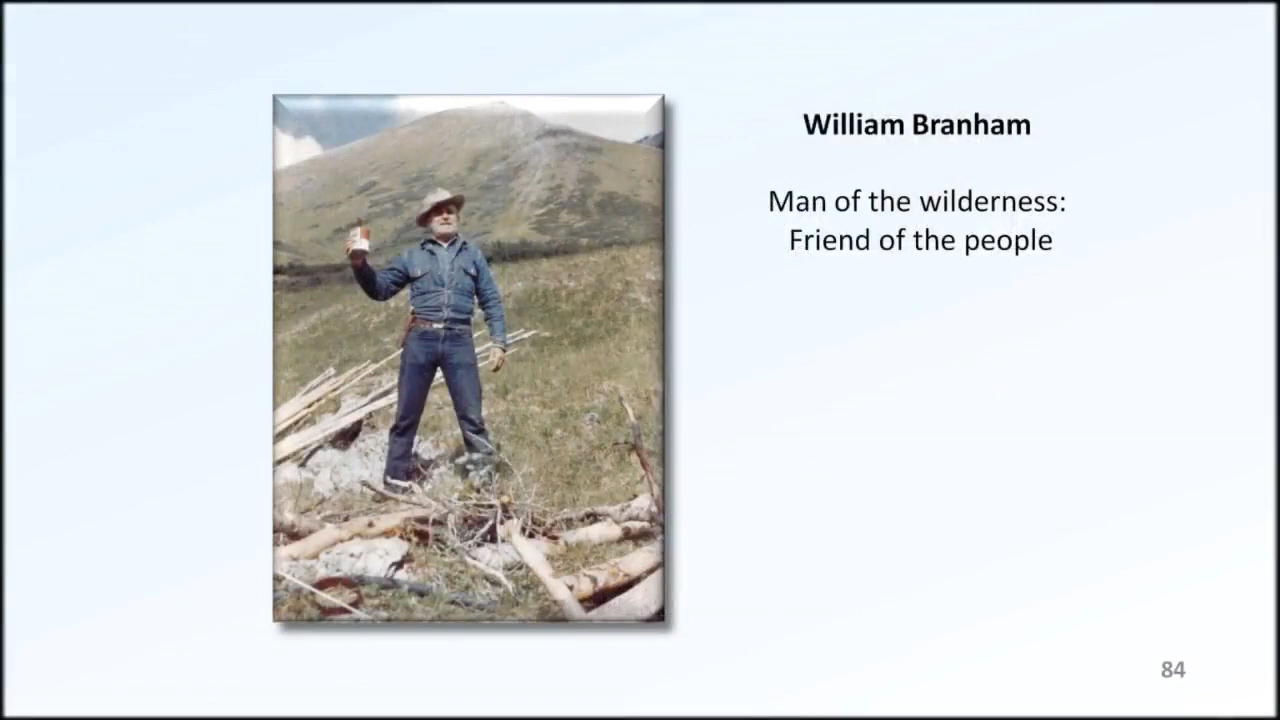 William Branham
Man of the wilderness:
Friend of the people
84